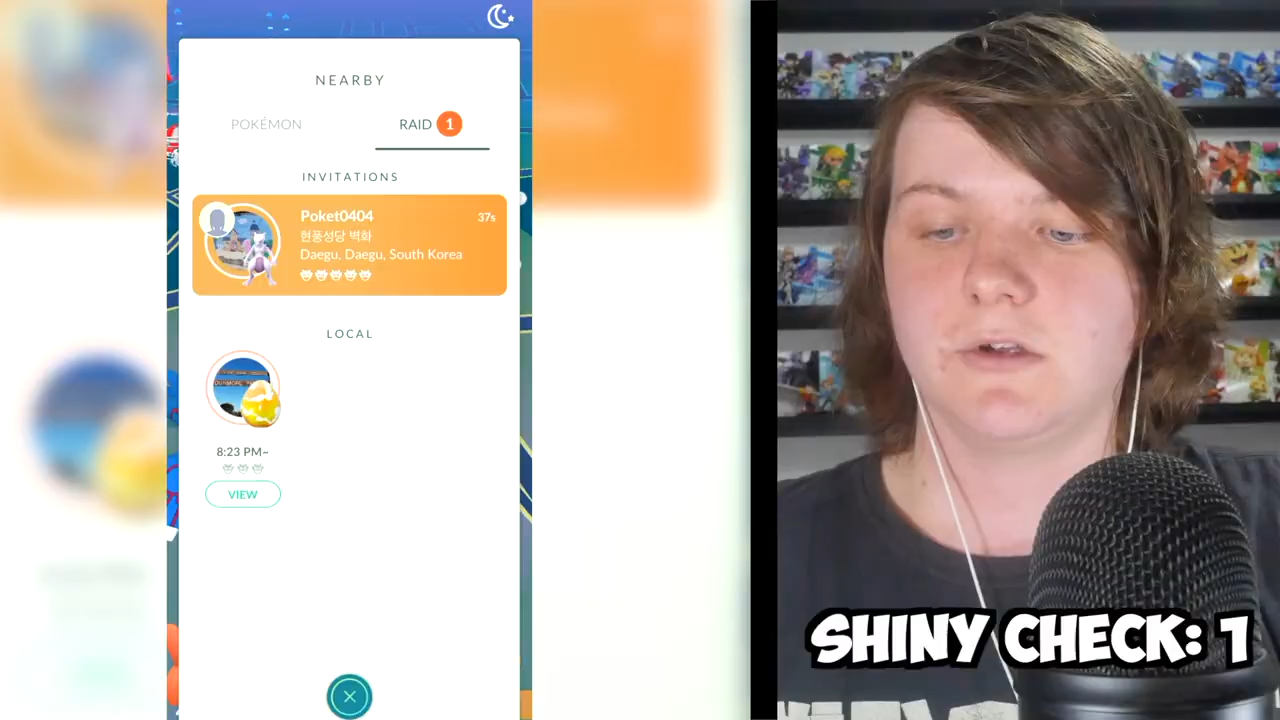 NEARBY
POKÉMON
RAID 1
INVITATIONS
Poket0404
37s
현풍성당 벽화
Daegu, Daegu, South Korea
LOCAL
8:23 PM~
VIEW
SHINY CHECK: 1